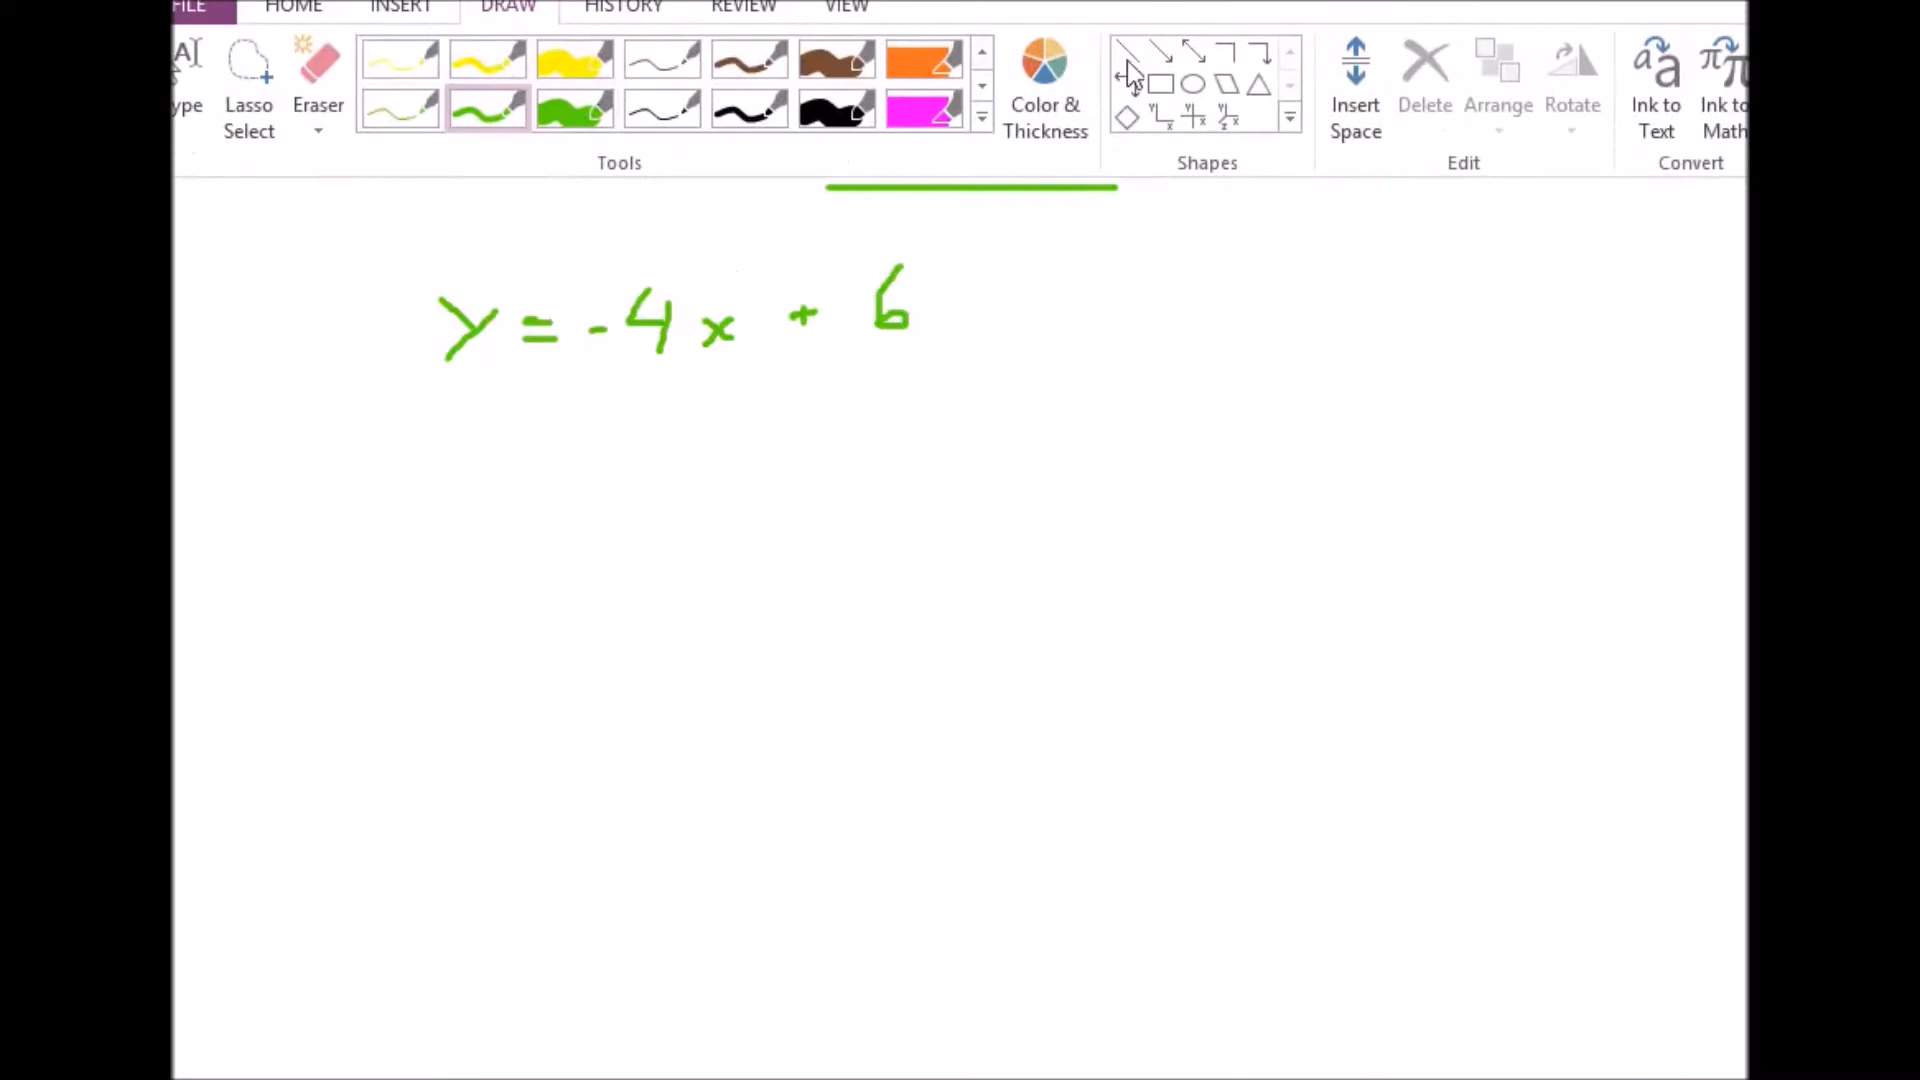 FILE HOME INSERT DRAW HISTORY REVIEW VIEW
ype Lasso Select Eraser Color & Thickness Insert Space Delete Arrange Rotate Ink to Text Ink to Math
Tools Shapes Edit Convert
y = -4x + 6